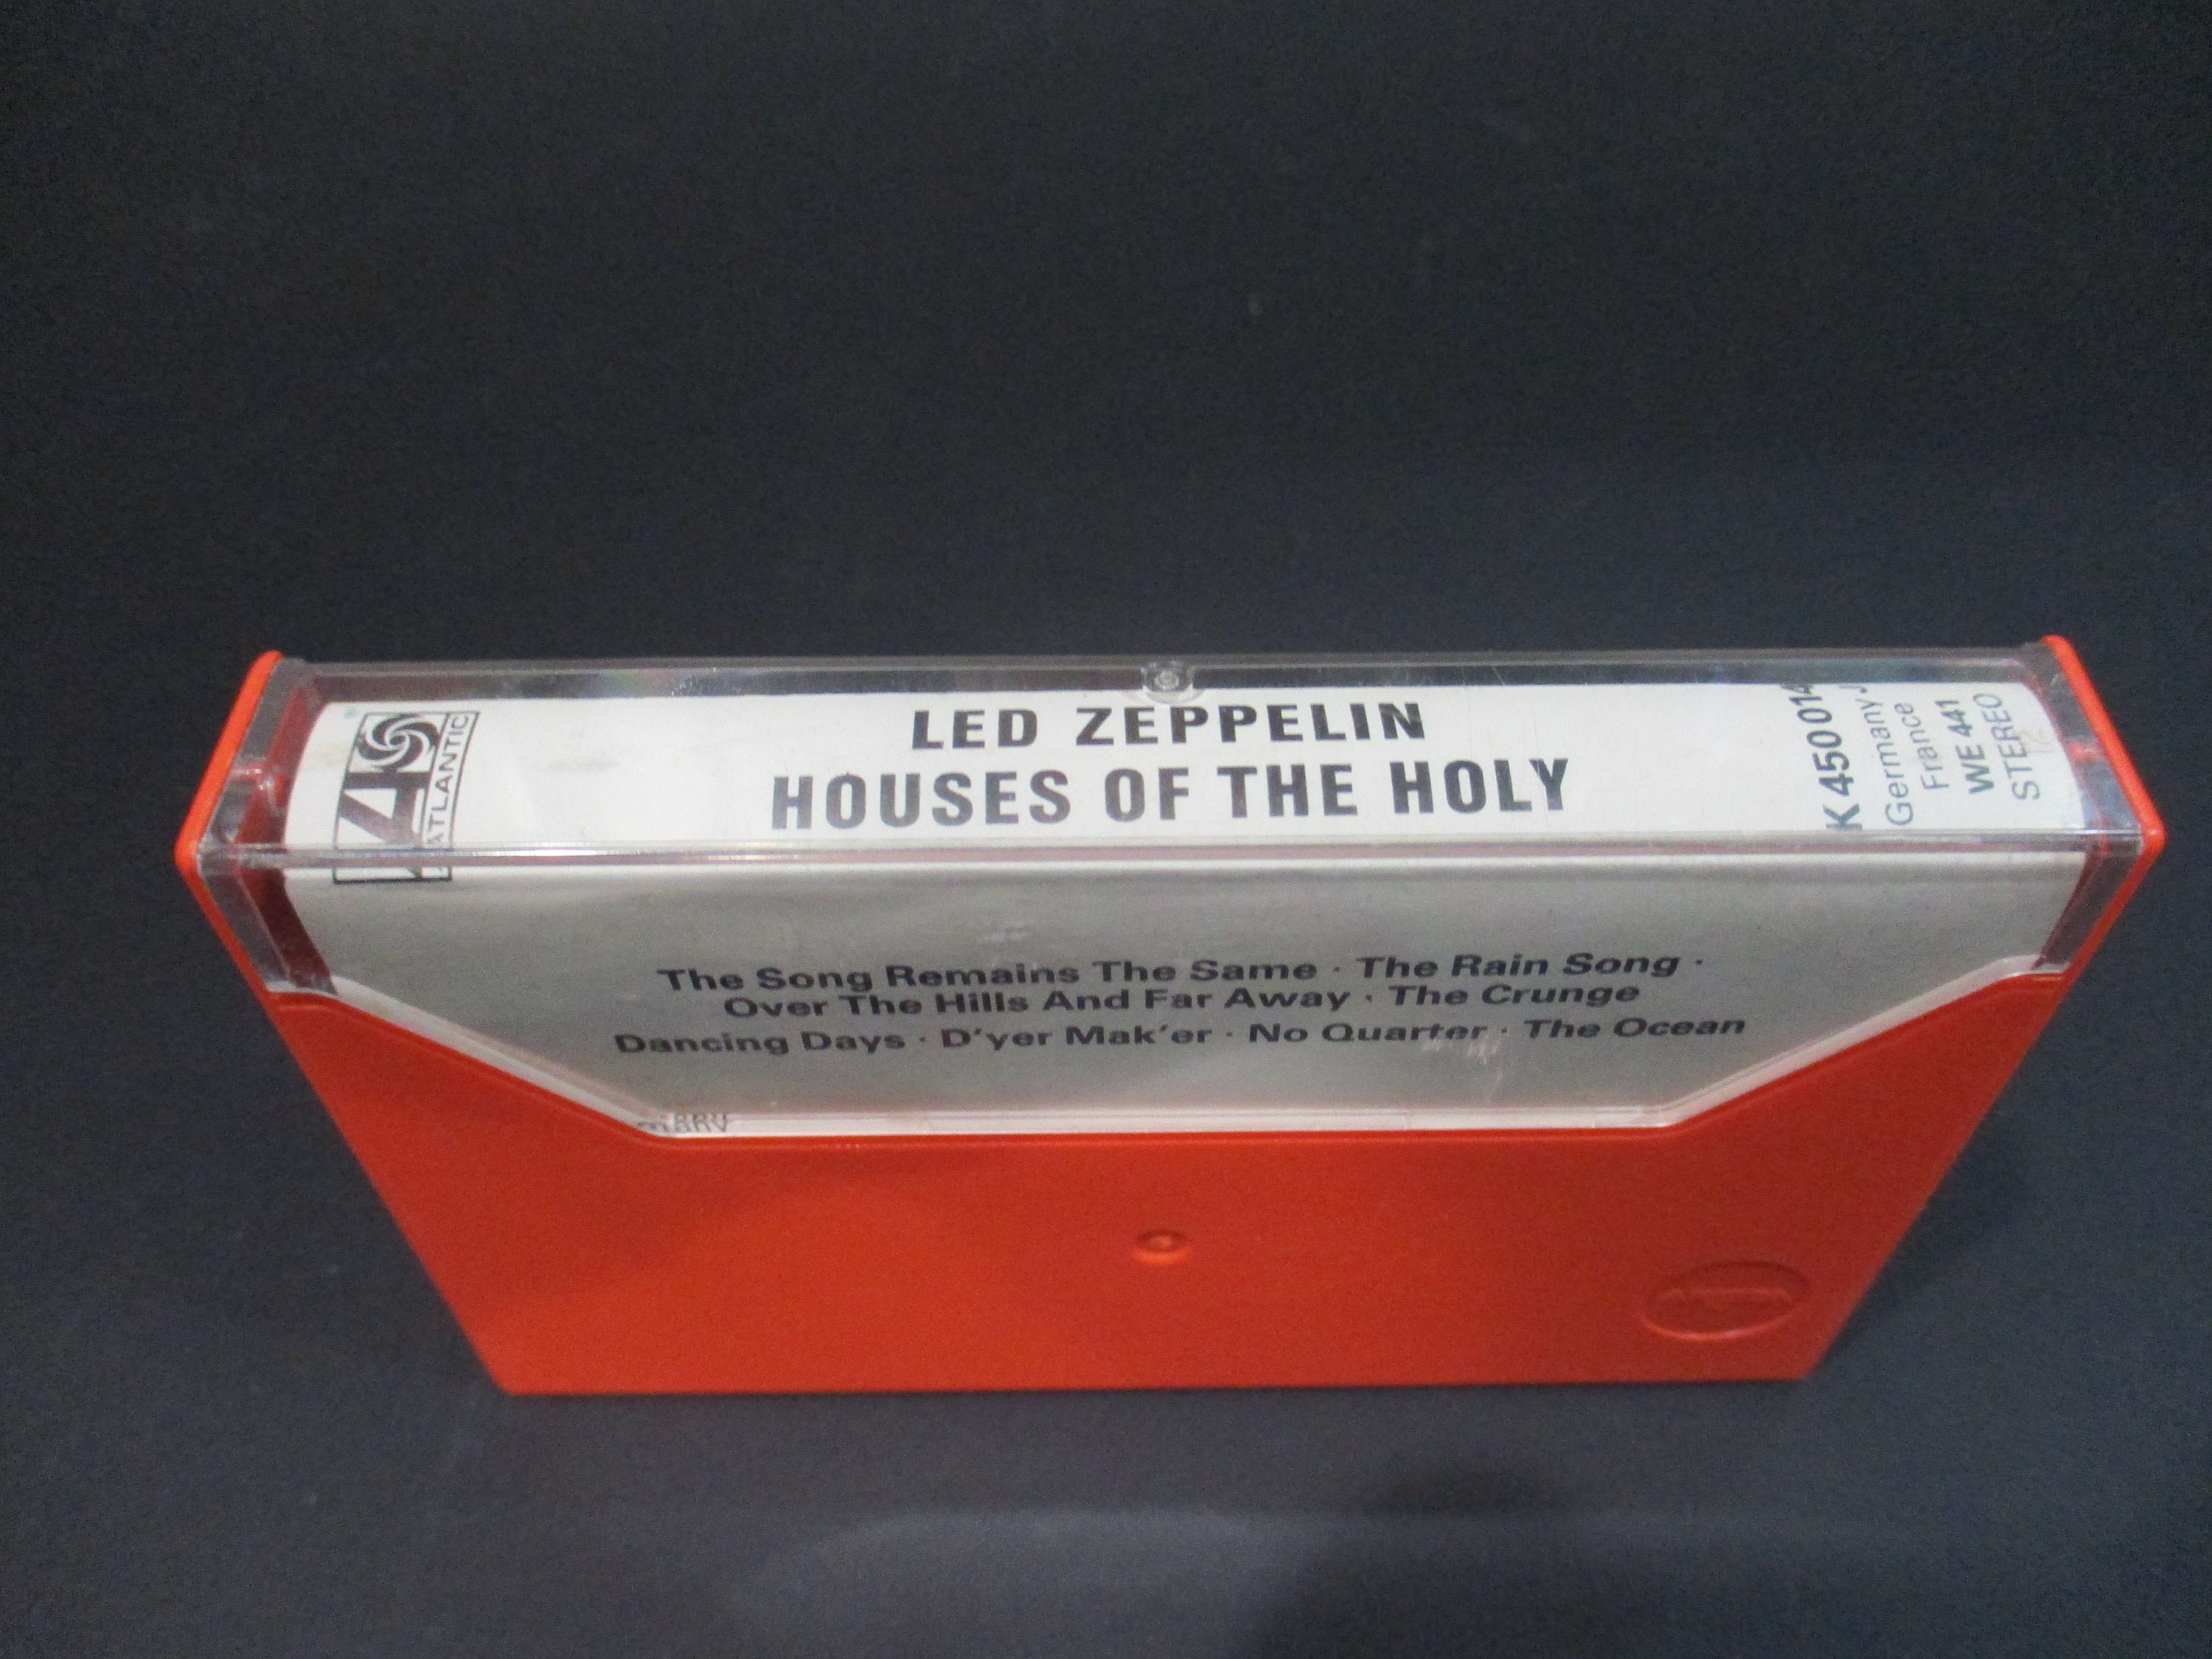 ATLANTIC
LED ZEPPELIN
HOUSES OF THE HOLY
K 450 014
Germany J
France
WE 441
STEREO
The Song Remains The Same · The Rain Song ·
Over The Hills And Far Away · The Crunge
Dancing Days · D'yer Mak'er · No Quarter · The Ocean